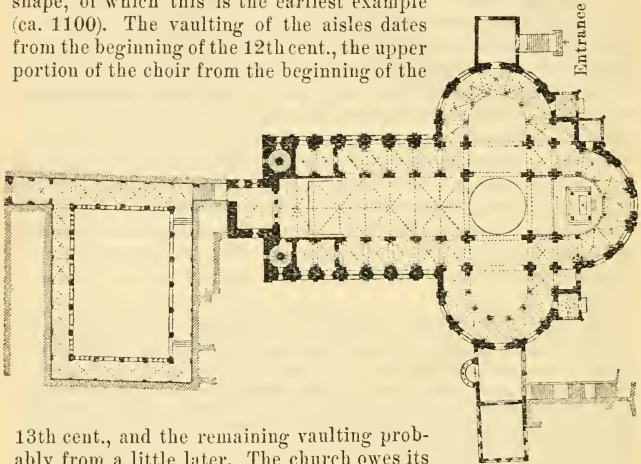 shape, of which this is the earliest example
(ca. 1100). The vaulting of the aisles dates
from the beginning of the 12th cent., the upper
portion of the choir from the beginning of the
Entrance
13th cent., and the remaining vaulting prob-
ably from a little later. The church owes its